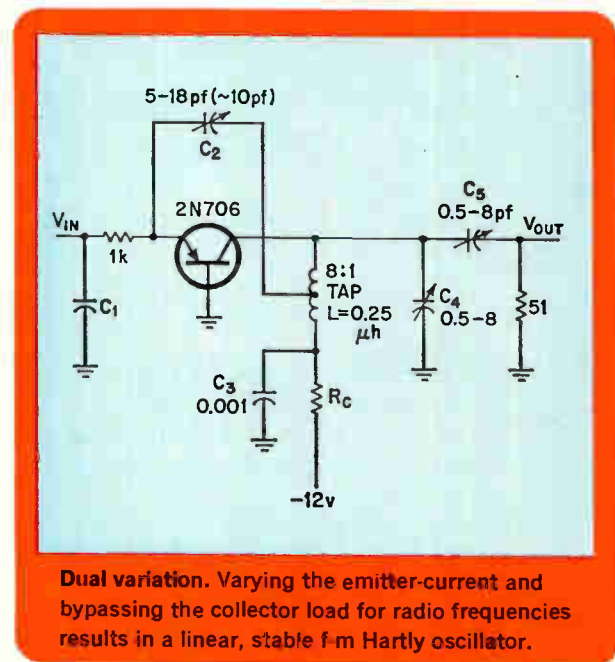 5-18pf(~10pf)
C2
2N706
VIN
1k
C1
C5
0.5-8pf
VOUT
8:1
TAP
L=0.25
μh
C4
0.5-8
51
C3
0.001
RC
-12v
Dual variation. Varying the emitter-current and
bypassing the collector load for radio frequencies
results in a linear, stable f-m Hartly oscillator.